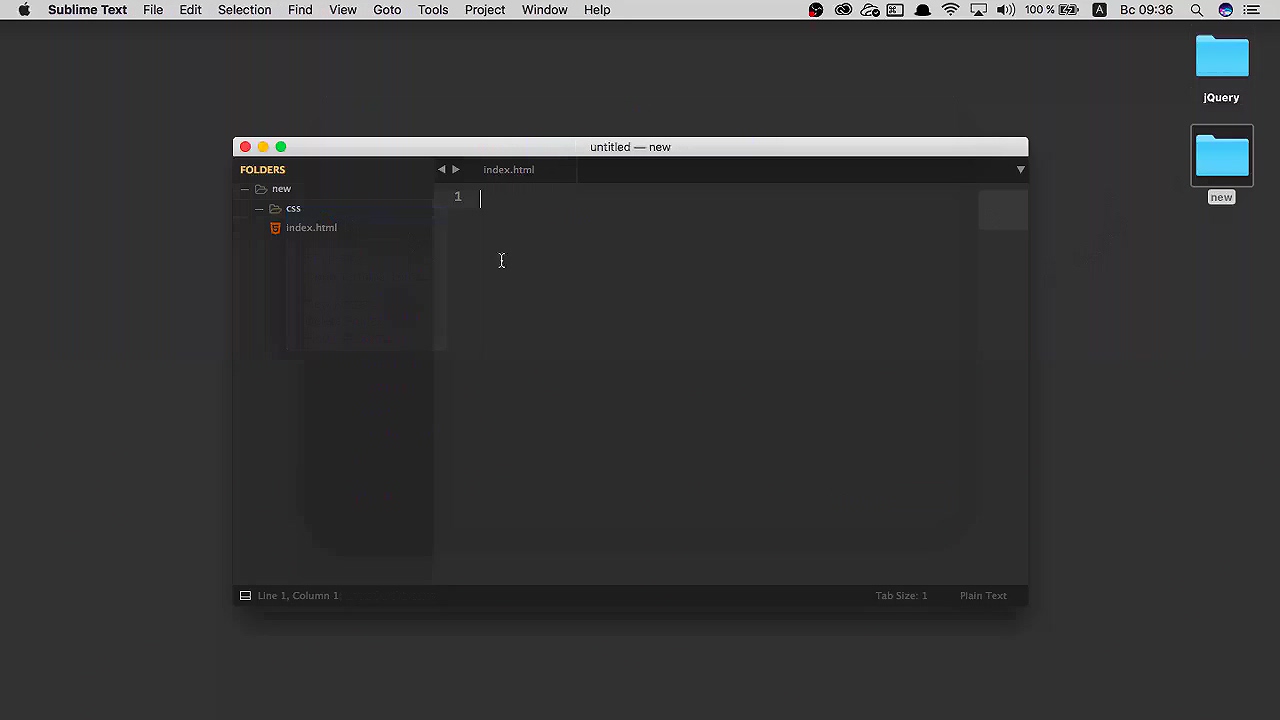 Sublime Text File Edit Selection Find View Goto Tools Project Window Help 100 % A Вс 09:36
jQuery
new
untitled — new
FOLDERS
index.html
new
css
index.html
1
Line 1, Column 1
Tab Size: 1
Plain Text